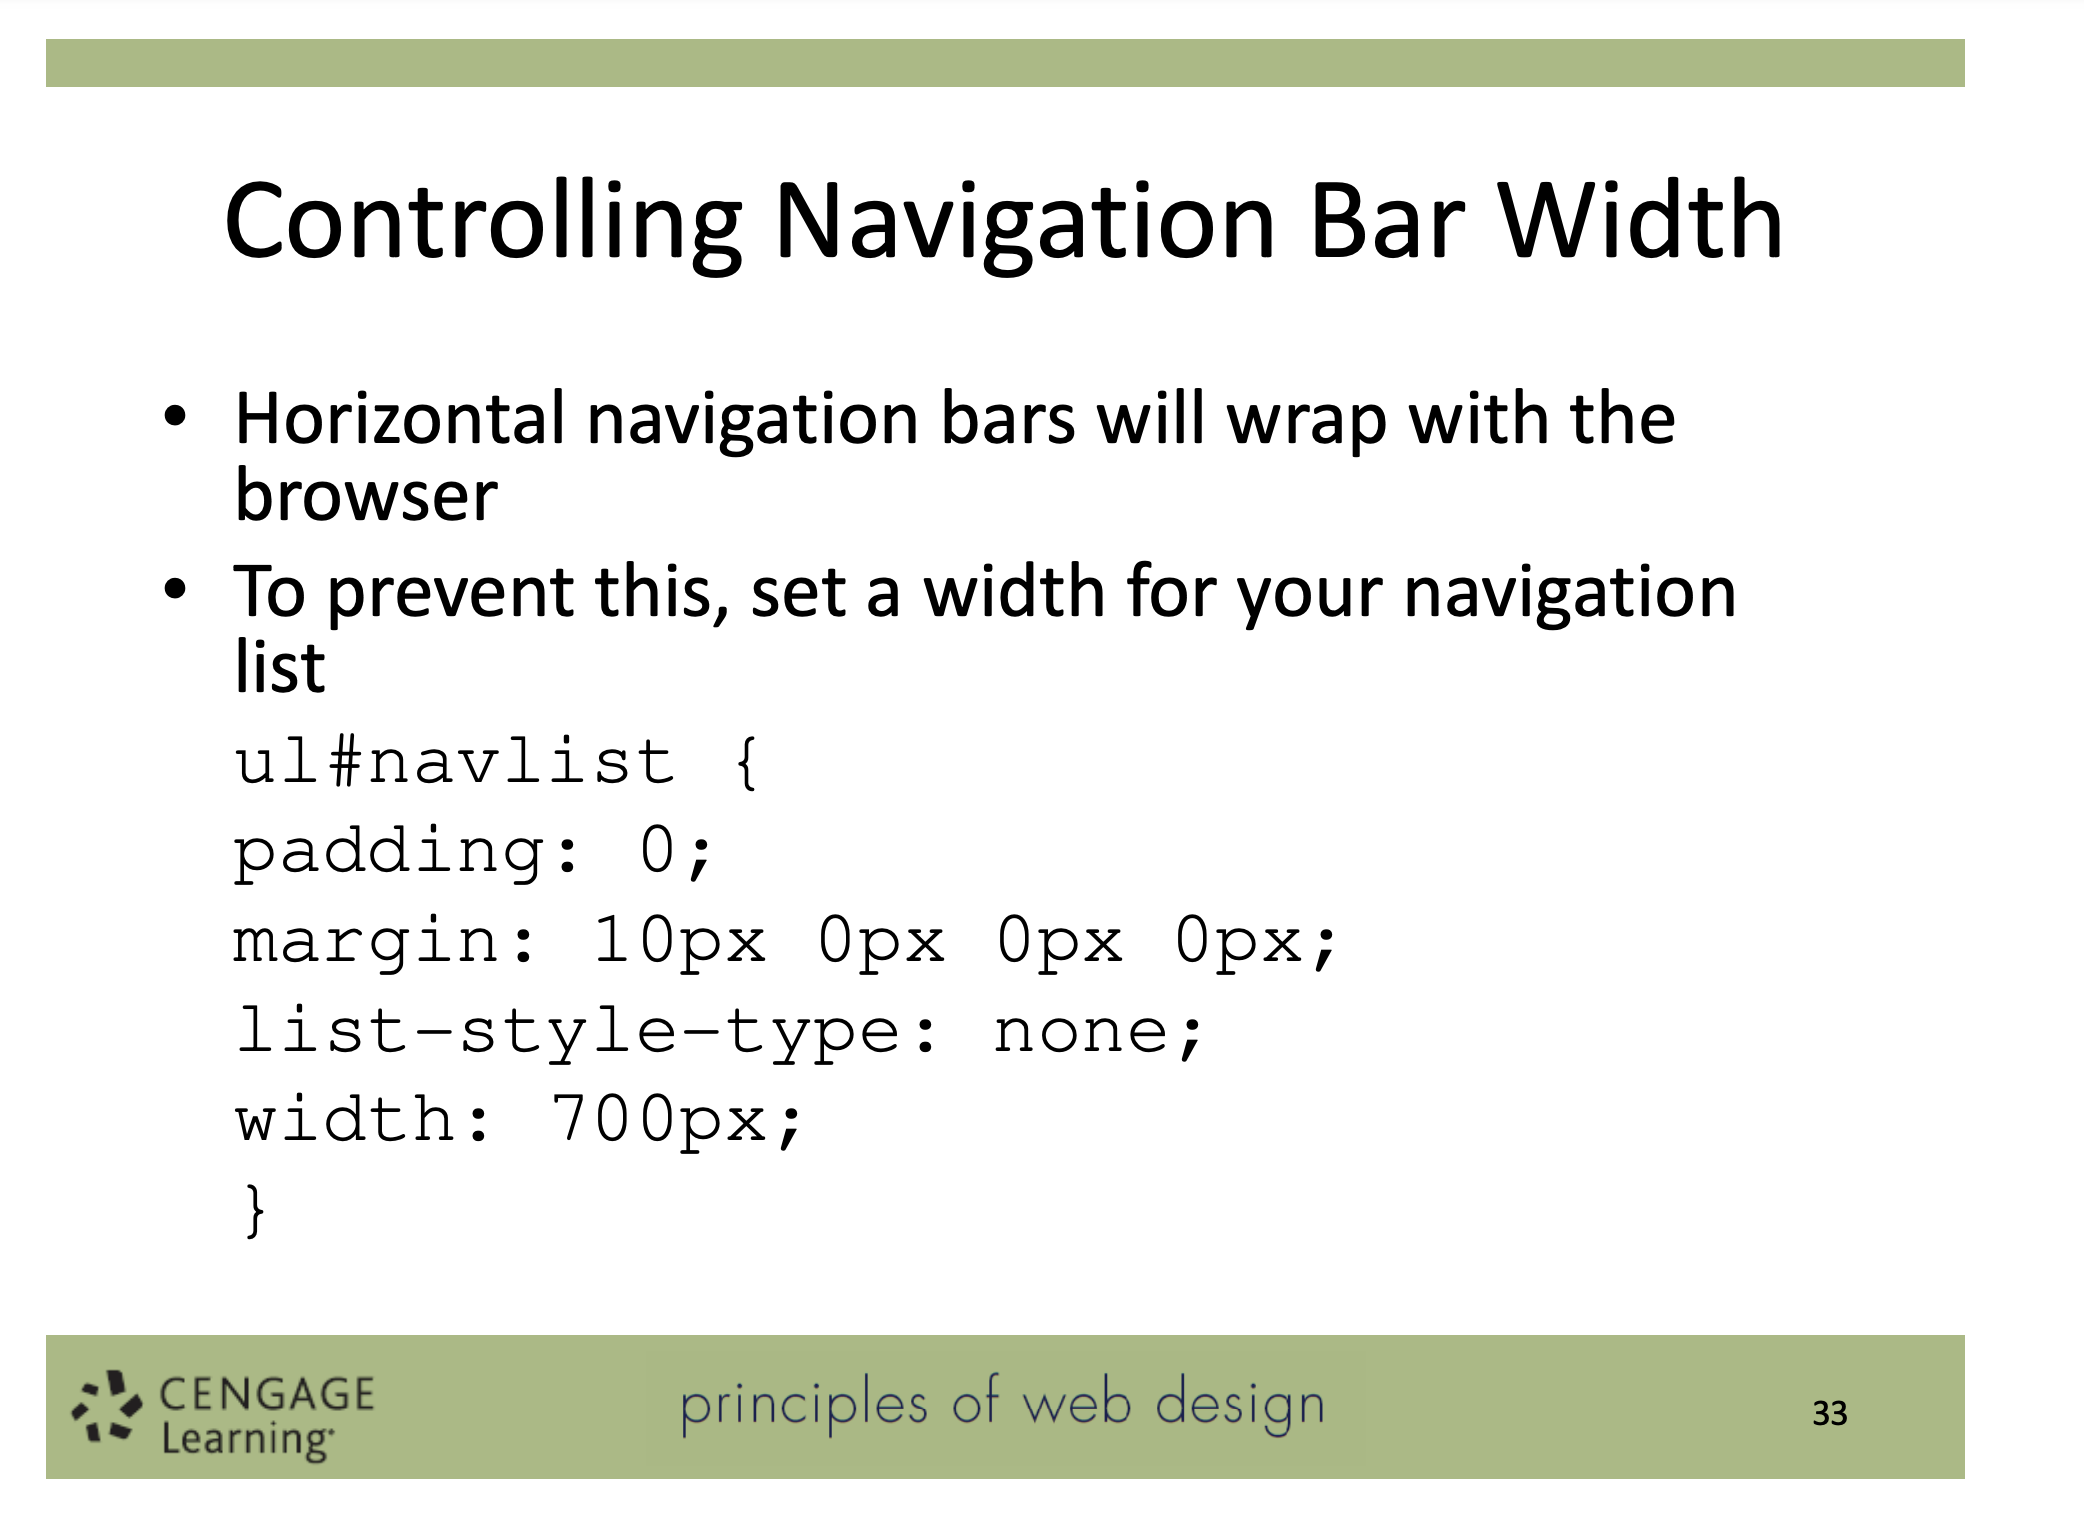 Controlling Navigation Bar Width
• Horizontal navigation bars will wrap with the
browser
• To prevent this, set a width for your navigation
list
ul#navlist {
padding: 0;
margin: 10px 0px 0px 0px;
list-style-type: none;
width: 700px;
}
CENGAGE
Learning
principles of web design
33